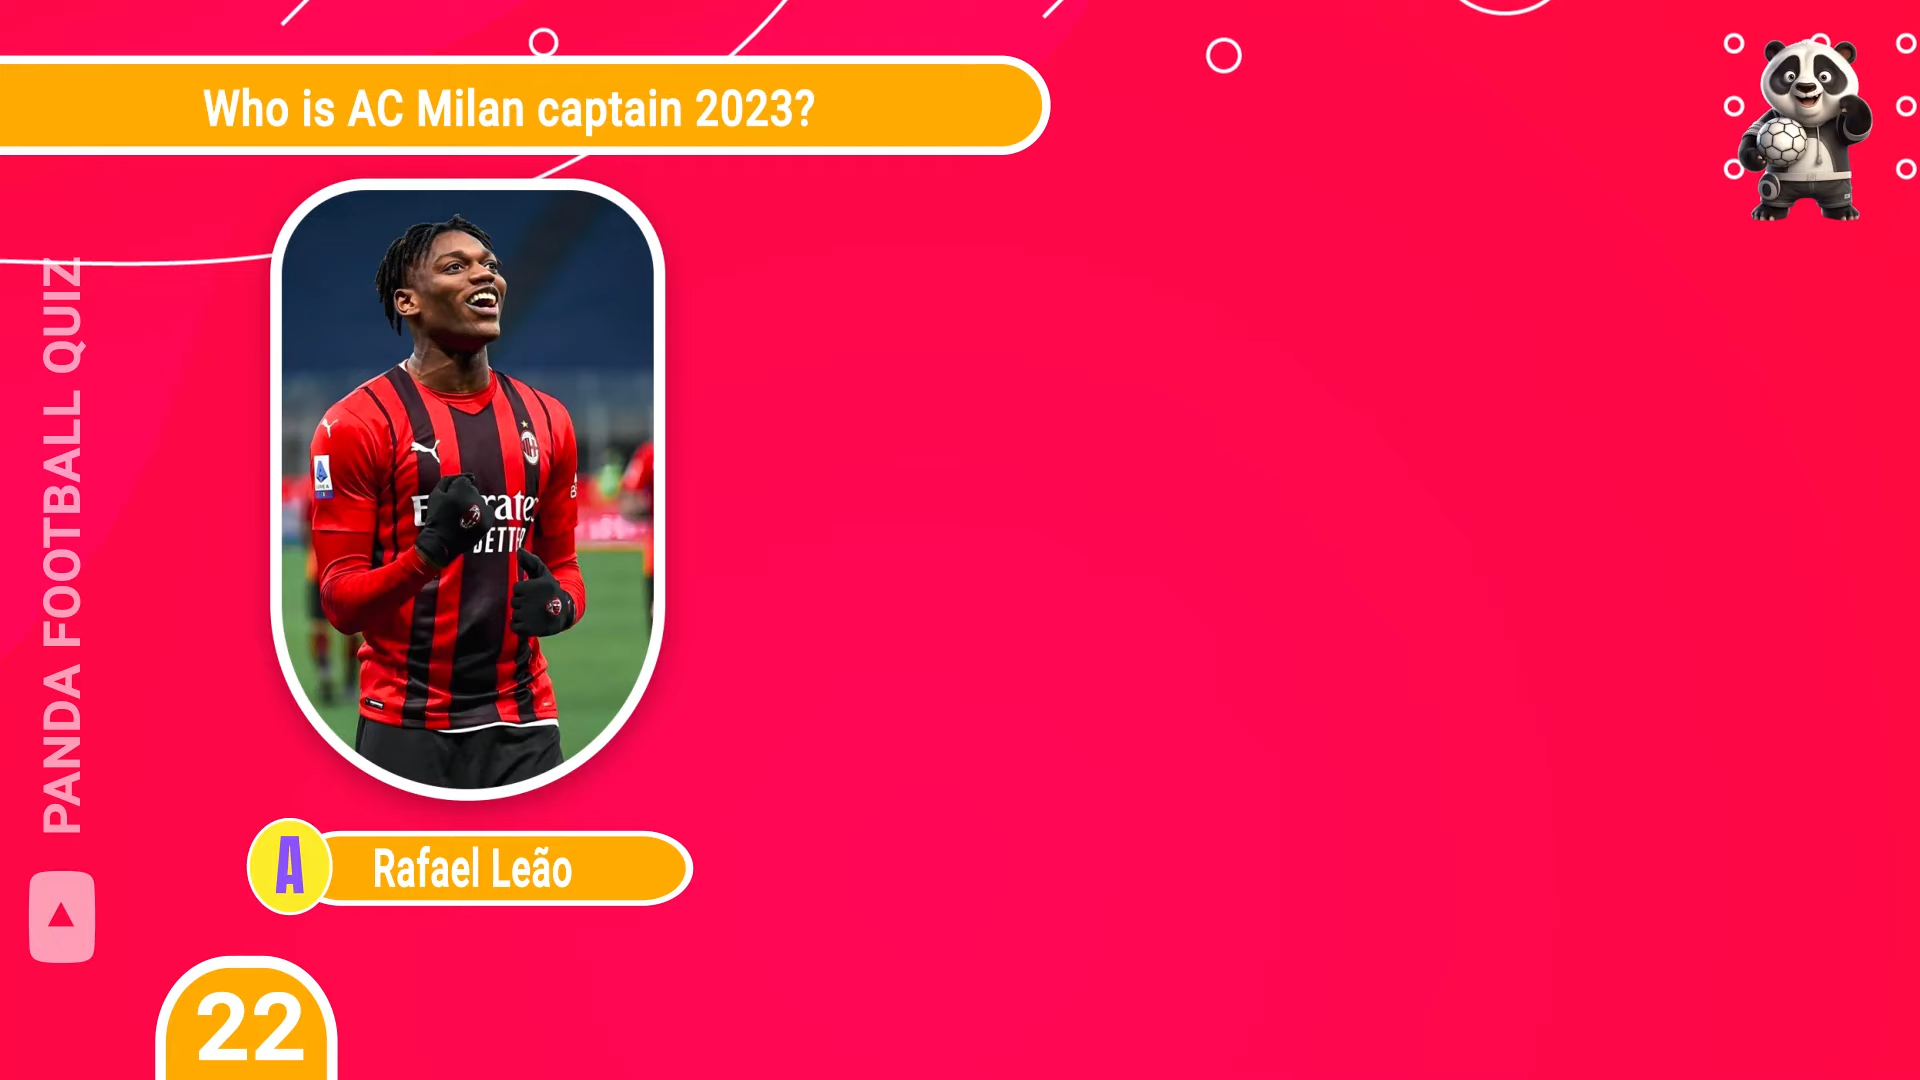 Who is AC Milan captain 2023?
PANDA FOOTBALL QUIZ
A
Rafael Leão
22